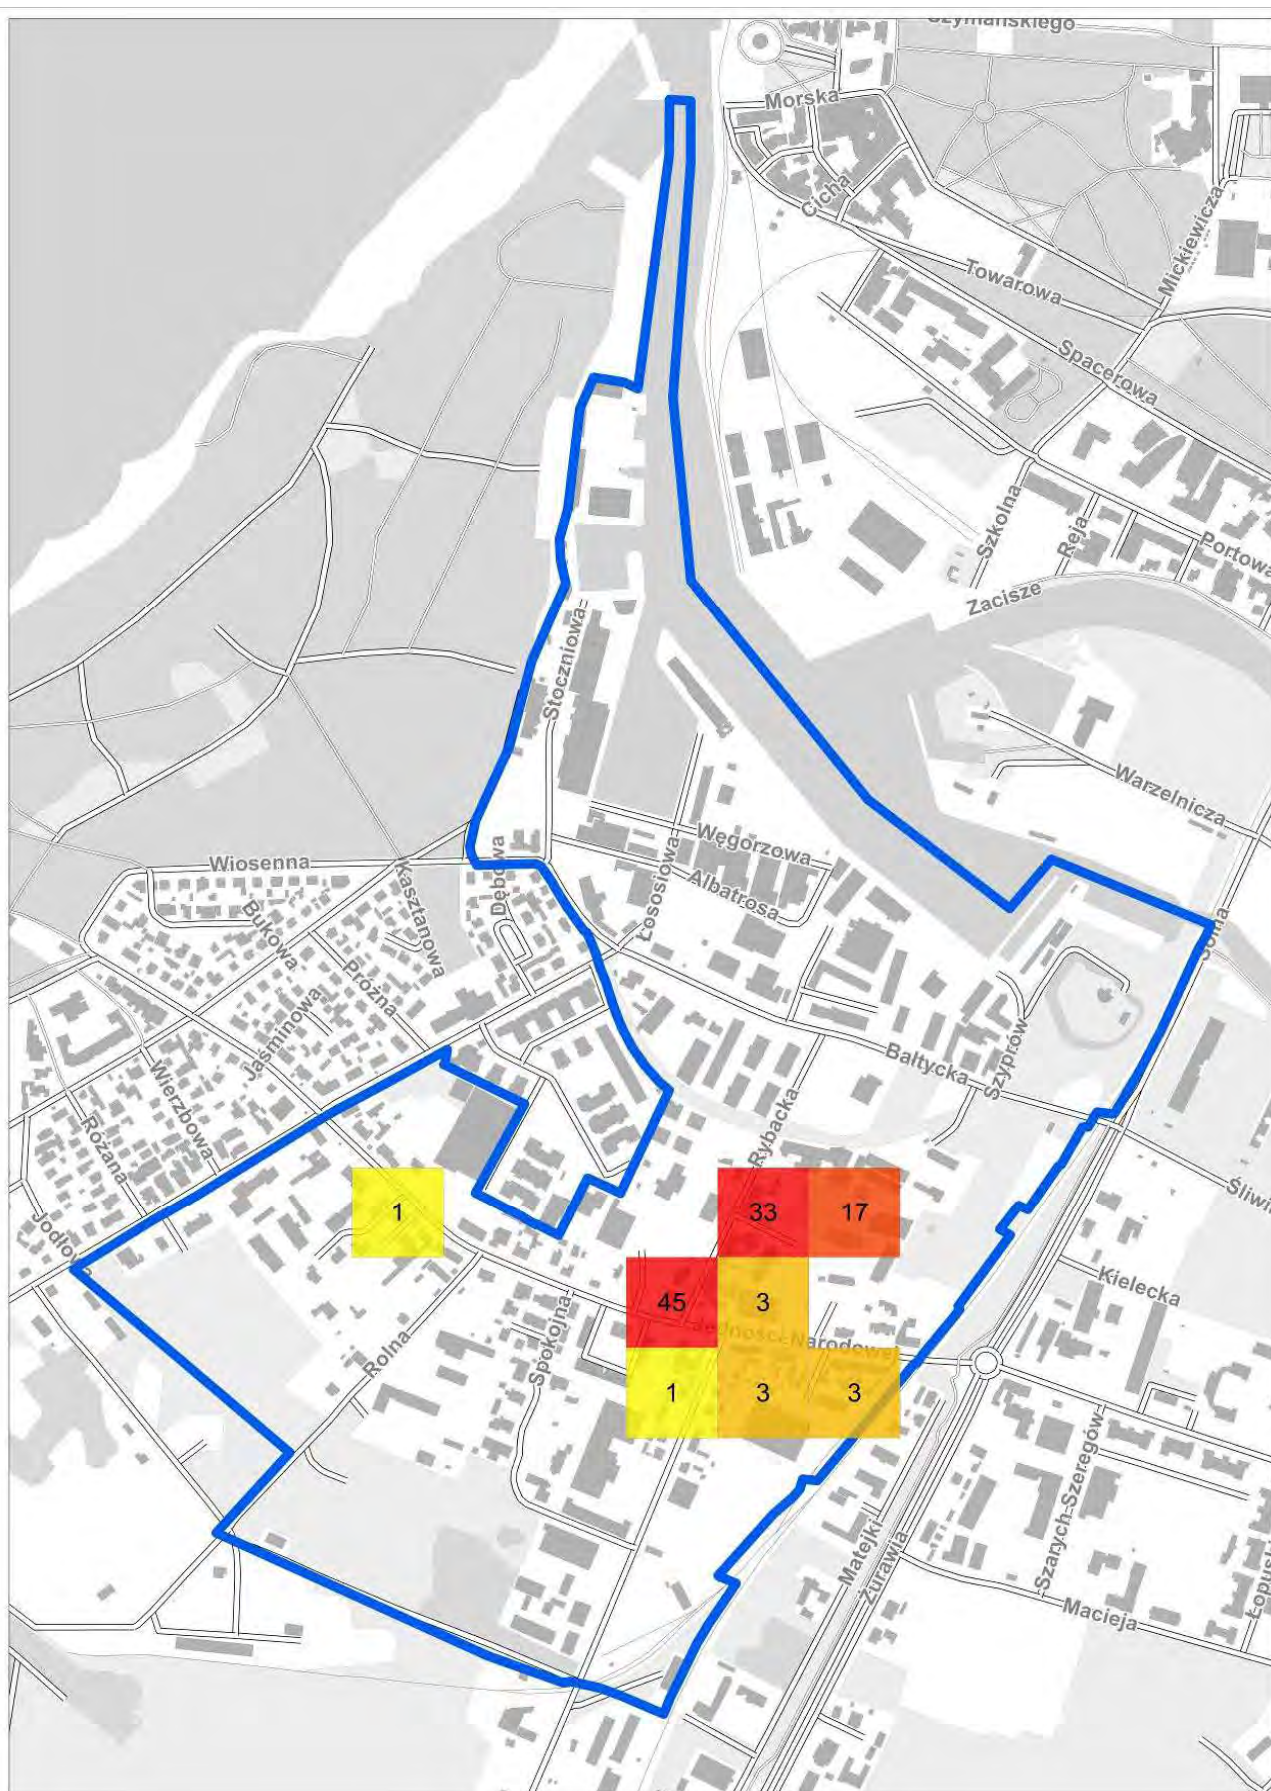 Szymańskiego
Morska
Cicha
Mickiewicza
Towarowa
Spacerowa
Szkolna
Reja
Portowa
Zacisze
Stoczniowa
Warzelnicza
Węgorzowa
Wiosenna
Dębowa
Kasztanowa
Łososiowa
Albatrosa
Bukowa
Solna
Próżna
Jasminowa
Wierzbowa
Różana
Bałtycka
Szyprów
Rybacka
Jodłowa
1
33
17
Kielecka
45
3
Jedności Narodowej
Rolna
Spokojna
1
3
3
Szarych Szeregów
Matejki
Żurawia
Macieja